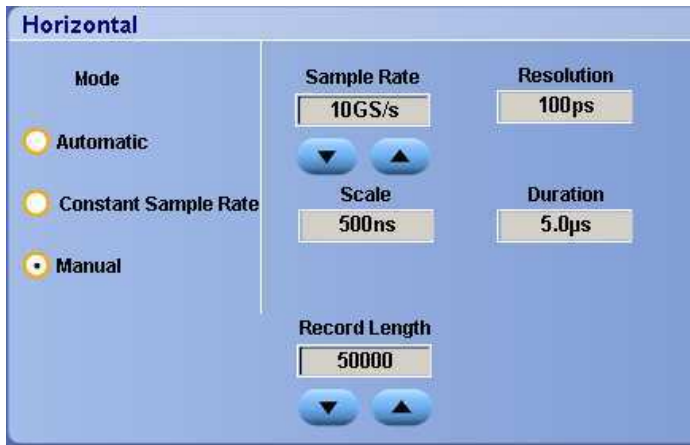 Horizontal
Mode
Automatic
Constant Sample Rate
Manual
Sample Rate
10GS/s
Resolution
100ps
Scale
500ns
Duration
5.0µs
Record Length
50000